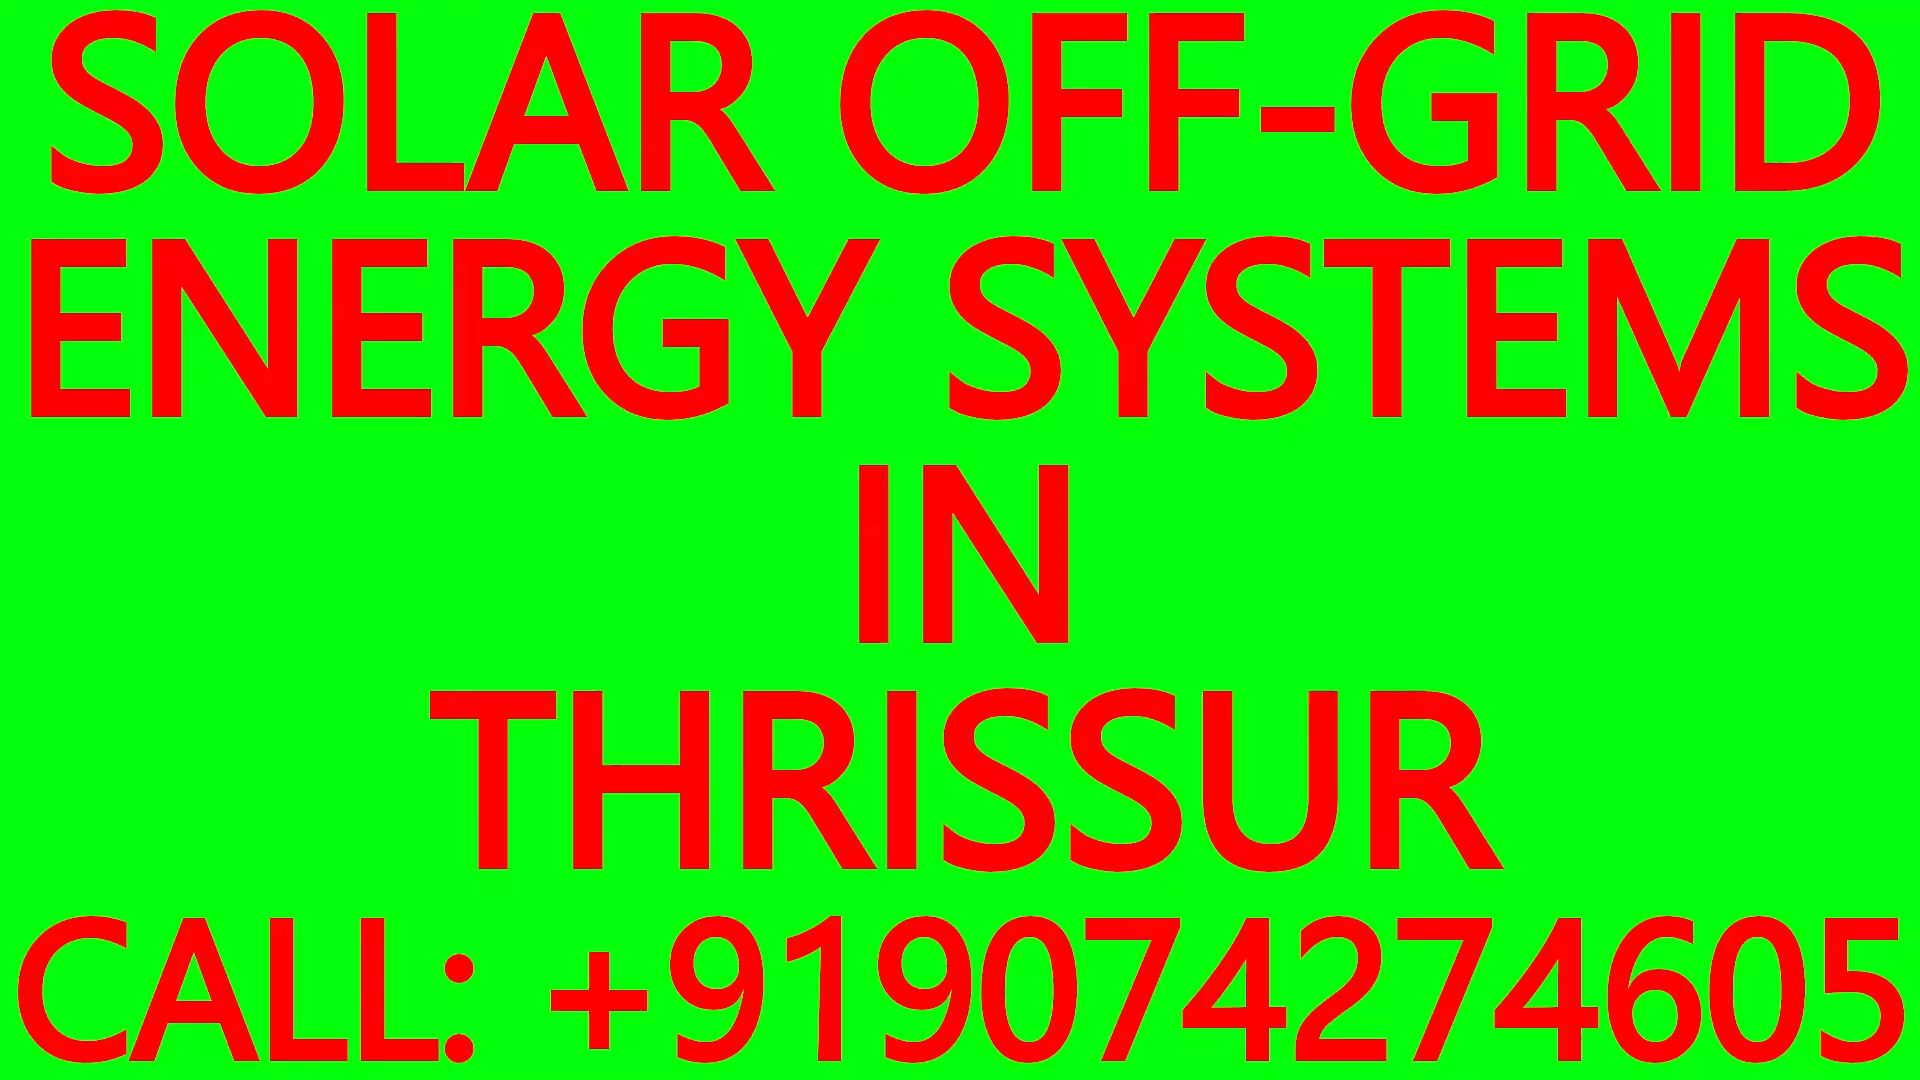 SOLAR OFF-GRID
ENERGY SYSTEMS
IN
THRISSUR
CALL: +919074274605